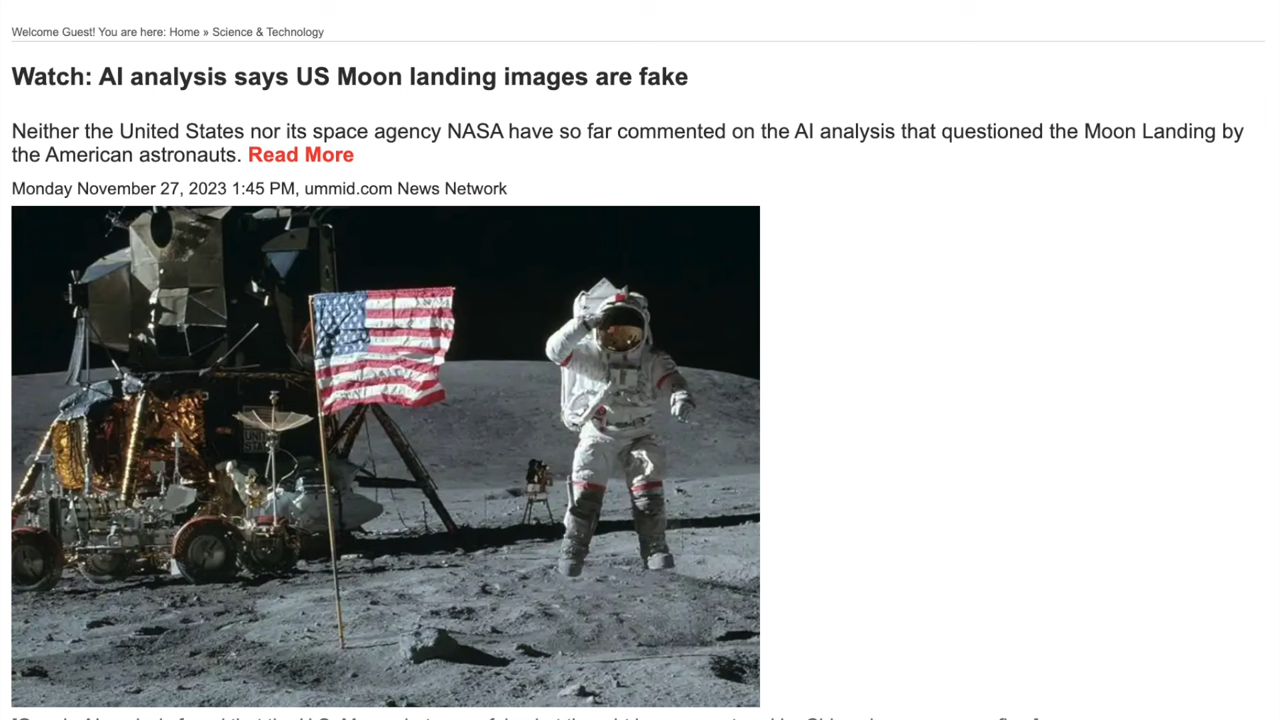 Welcome Guest! You are here: Home » Science & Technology
Watch: AI analysis says US Moon landing images are fake
Neither the United States nor its space agency NASA have so far commented on the AI analysis that questioned the Moon Landing by
the American astronauts. Read More
Monday November 27, 2023 1:45 PM, ummid.com News Network
UNITED
STATES